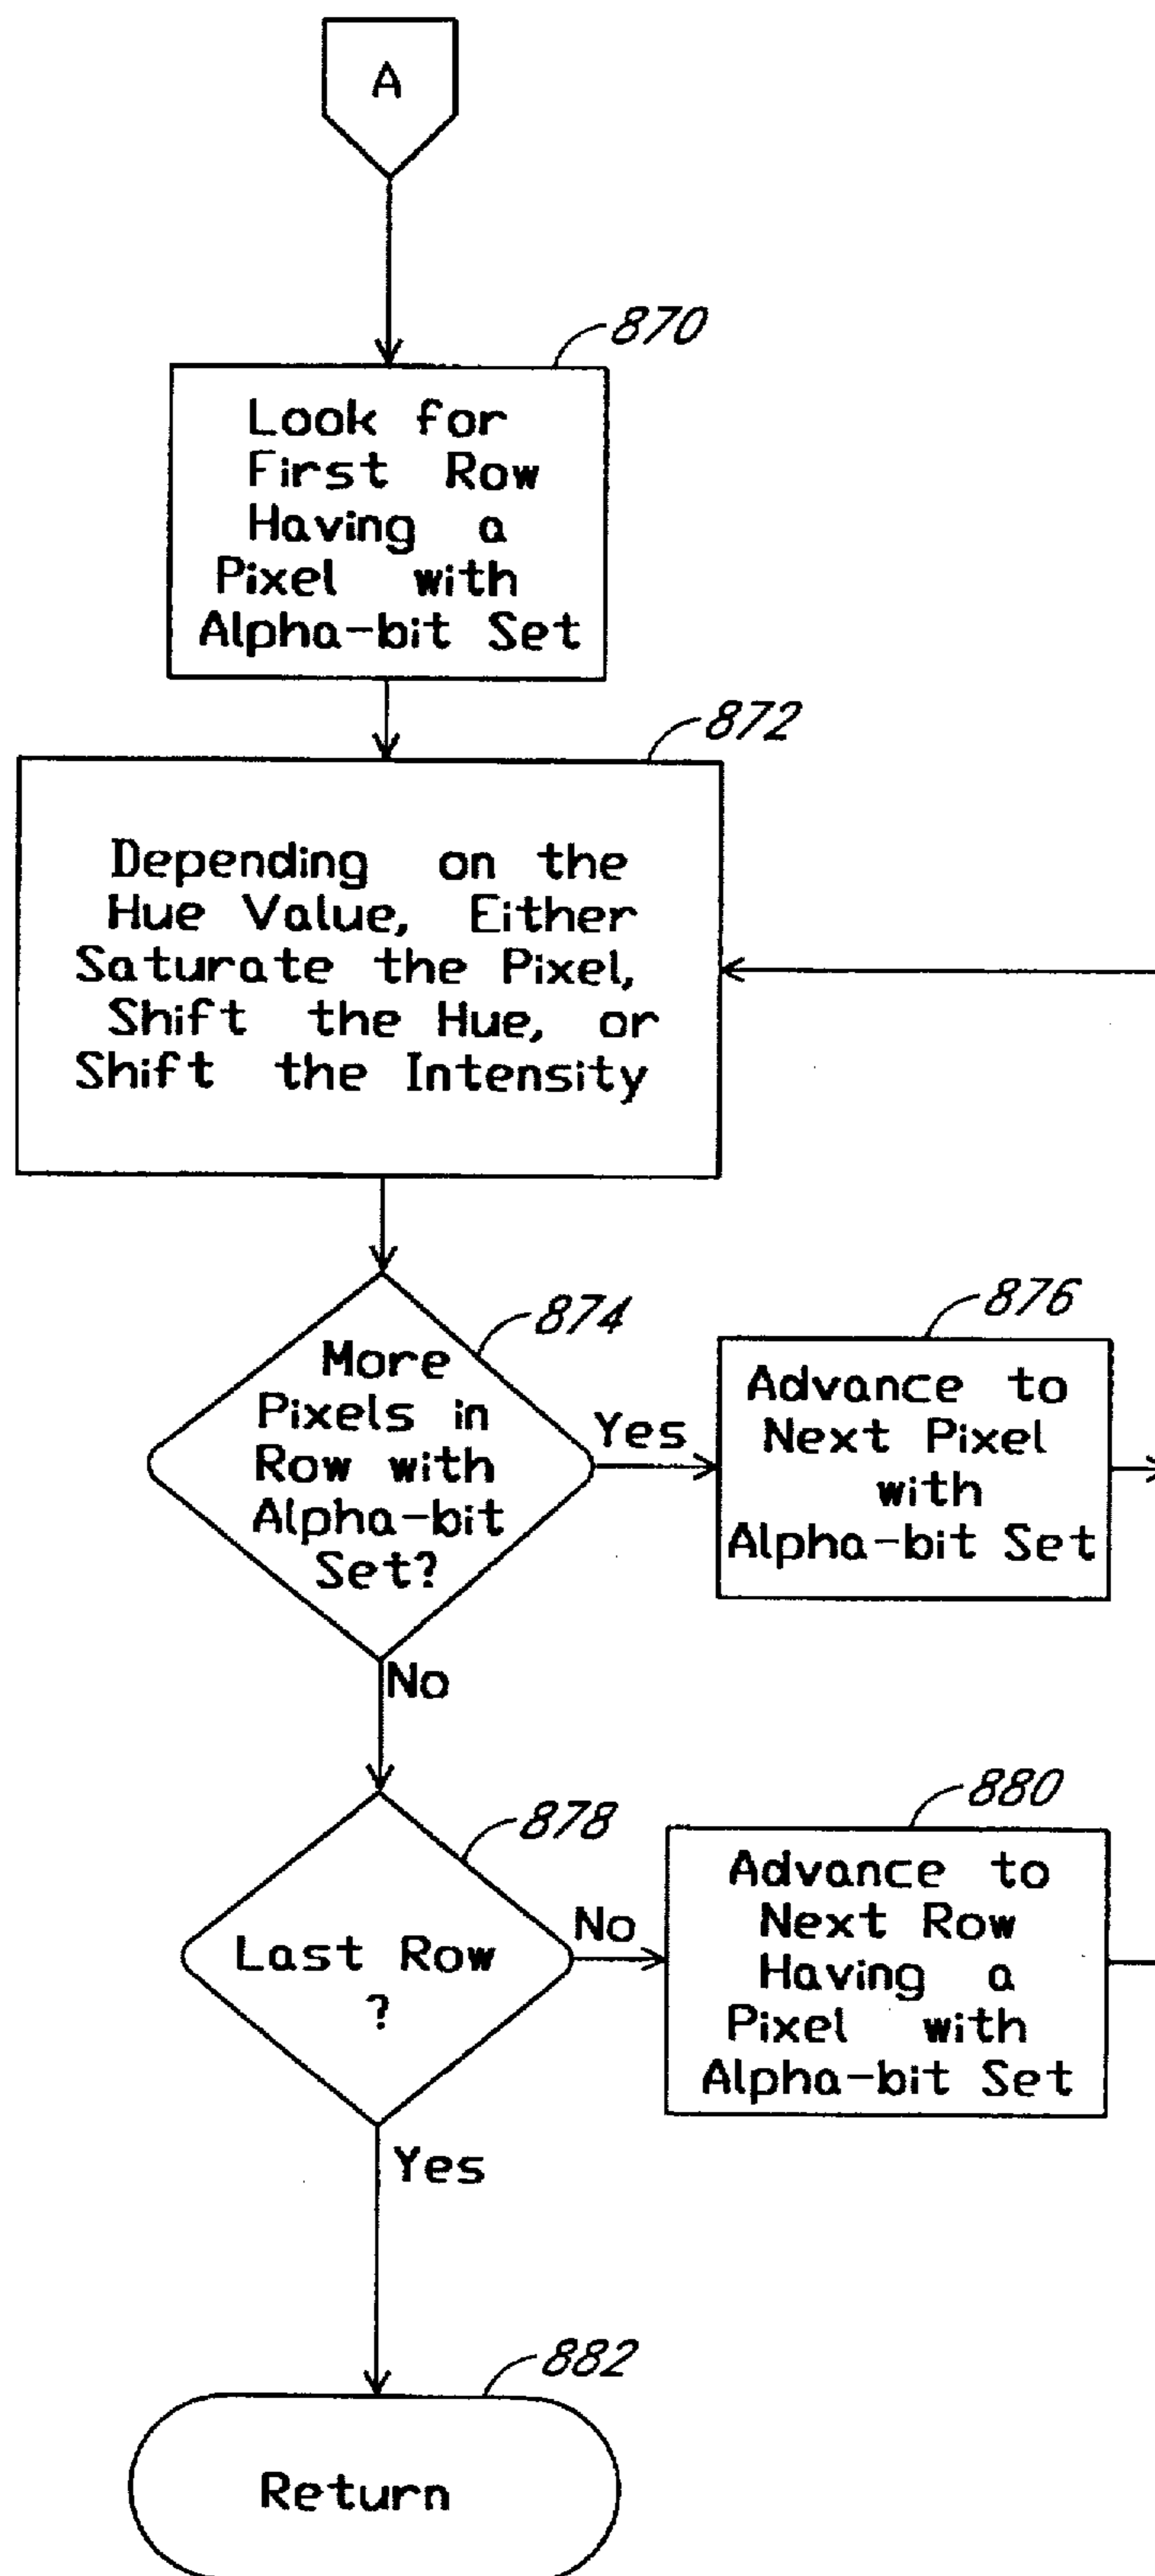 A
870
Look for
First Row
Having a
Pixel with
Alpha-bit Set
872
Depending on the
Hue Value, Either
Saturate the Pixel,
Shift the Hue, or
Shift the Intensity
874
More
Pixels in
Row with
Alpha-bit
Set?
Yes
876
Advance to
Next Pixel
with
Alpha-bit Set
No
878
Last Row
?
No
880
Advance to
Next Row
Having a
Pixel with
Alpha-bit Set
Yes
882
Return